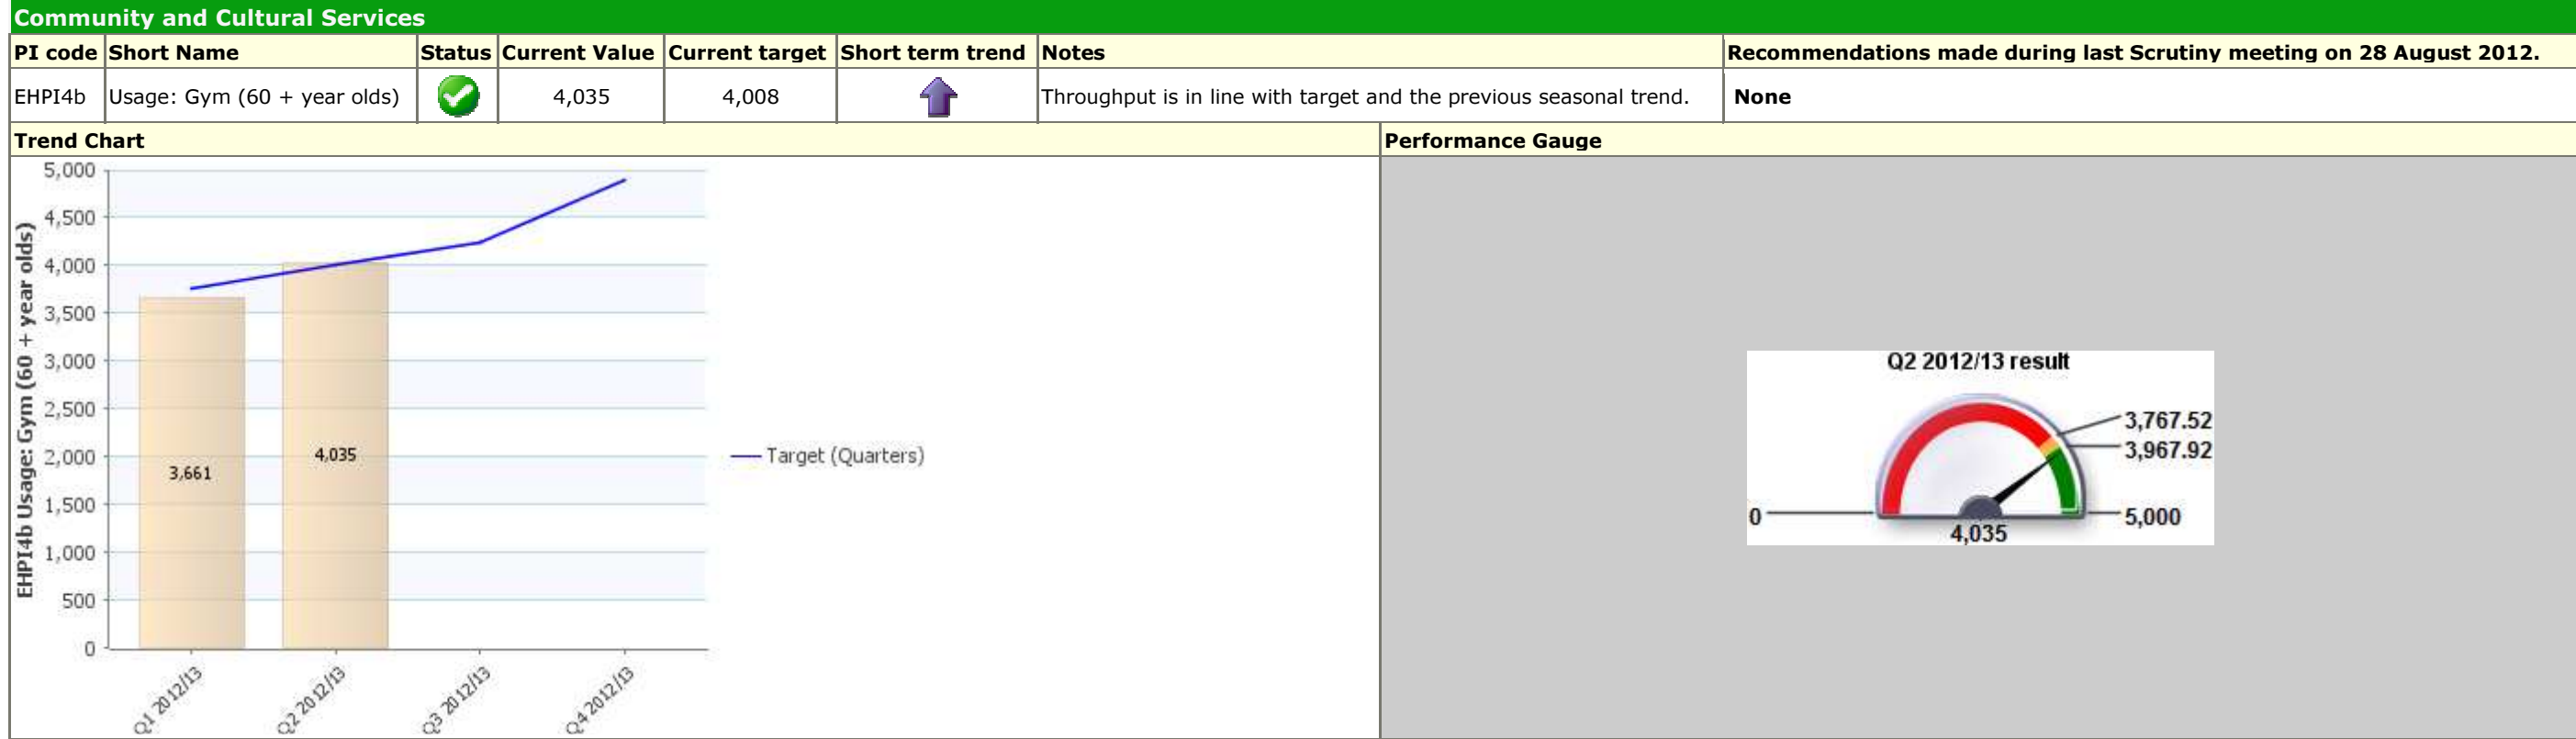 Community and Cultural Services
PI code Short Name Status Current Value Current target Short term trend Notes Recommendations made during last Scrutiny meeting on 28 August 2012.
EHPI4b Usage: Gym (60 + year olds) 4,035 4,008 Throughput is in line with target and the previous seasonal trend. None
Trend Chart Performance Gauge
EHPI4b Usage: Gym (60 + year olds)
5,000
4,500
4,000
3,500
3,000
2,500
2,000
1,500
1,000
500
0
3,661
4,035
Q1 2012/13
Q2 2012/13
Q3 2012/13
Q4 2012/13
Target (Quarters)
Q2 2012/13 result
3,767.52
3,967.92
0
5,000
4,035